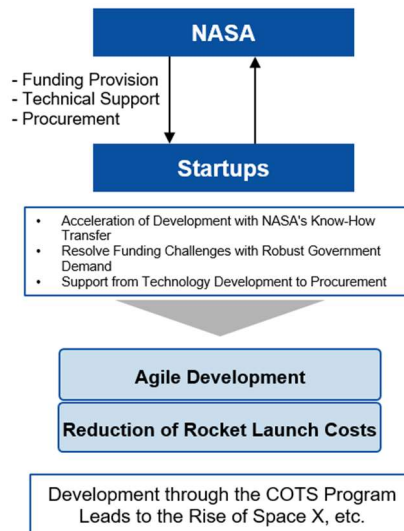 NASA
- Funding Provision
- Technical Support
- Procurement
Startups
• Acceleration of Development with NASA's Know-How
Transfer
• Resolve Funding Challenges with Robust Government
Demand
• Support from Technology Development to Procurement
Agile Development
Reduction of Rocket Launch Costs
Development through the COTS Program
Leads to the Rise of Space X, etc.